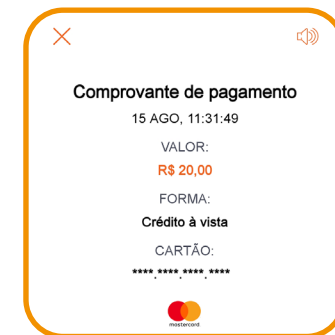 Comprovante de pagamento
15 AGO, 11:31:49
VALOR:
R$ 20,00
FORMA:
Crédito à vista
CARTÃO:
****.****.****.****
mastercard